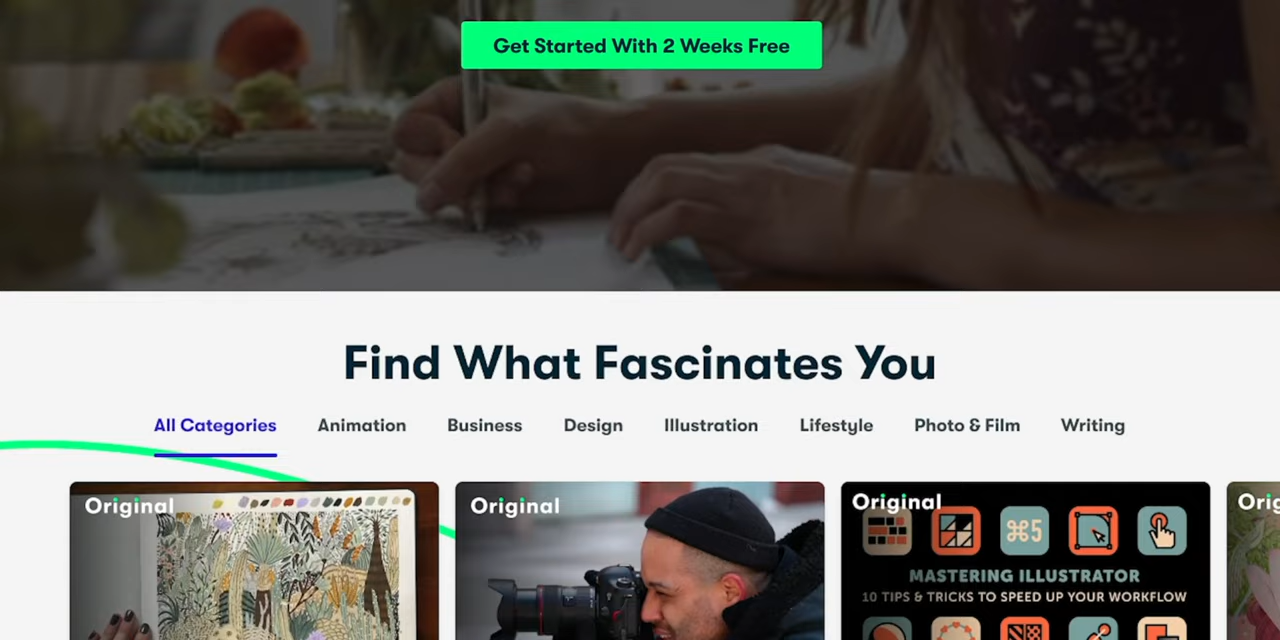 Get Started With 2 Weeks Free
Find What Fascinates You
All Categories Animation Business Design Illustration Lifestyle Photo & Film Writing
Original Original Original
⌘5
MASTERING ILLUSTRATOR
10 TIPS & TRICKS TO SPEED UP YOUR WORKFLOW